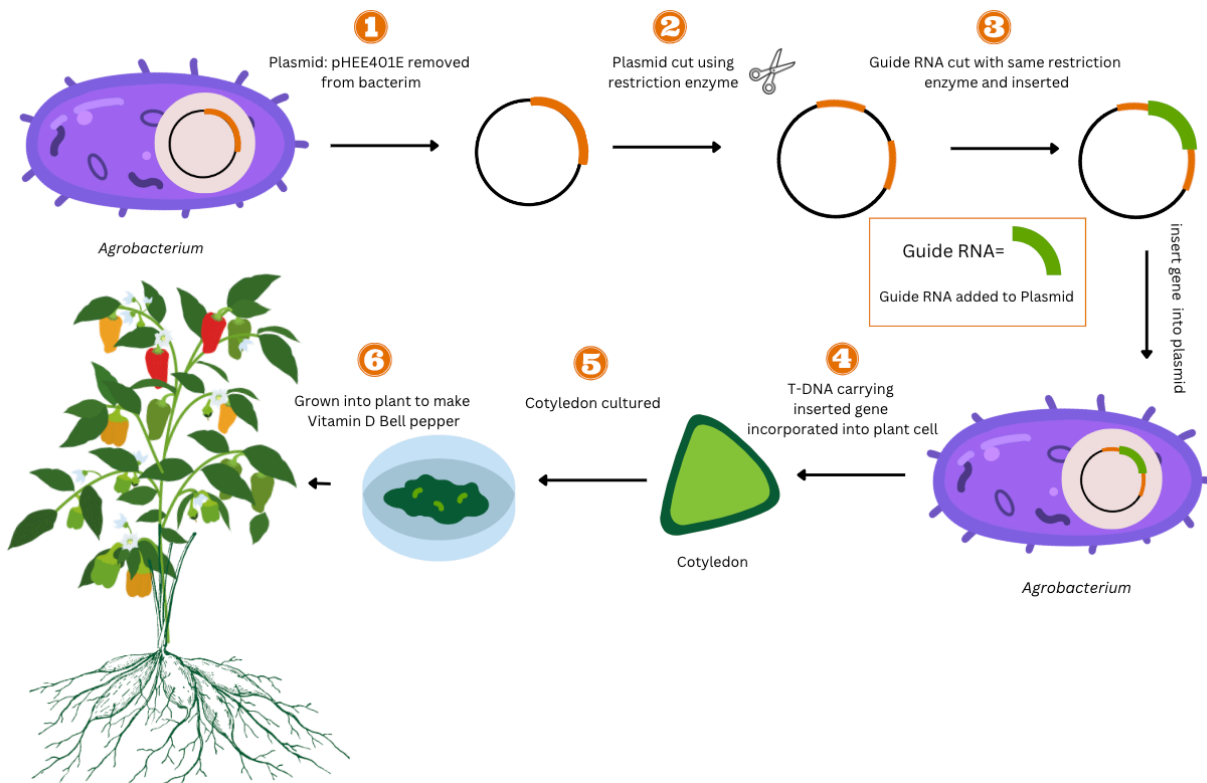 1
Plasmid: pHEE401E removed
from bacterim
2
Plasmid cut using
restriction enzyme
3
Guide RNA cut with same restriction
enzyme and inserted
Agrobacterium
Guide RNA=
Guide RNA added to Plasmid
insert gene into plasmid
4
T-DNA carrying
inserted gene
incorporated into plant cell
Agrobacterium
Cotyledon
5
Cotyledon cultured
6
Grown into plant to make
Vitamin D Bell pepper